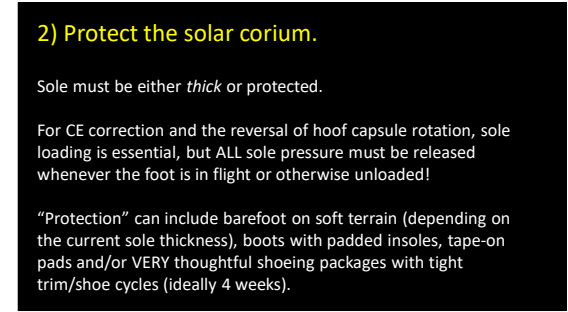 2) Protect the solar corium.
Sole must be either thick or protected.
For CE correction and the reversal of hoof capsule rotation, sole
loading is essential, but ALL sole pressure must be released
whenever the foot is in flight or otherwise unloaded!
“Protection” can include barefoot on soft terrain (depending on
the current sole thickness), boots with padded insoles, tape-on
pads and/or VERY thoughtful shoeing packages with tight
trim/shoe cycles (ideally 4 weeks).